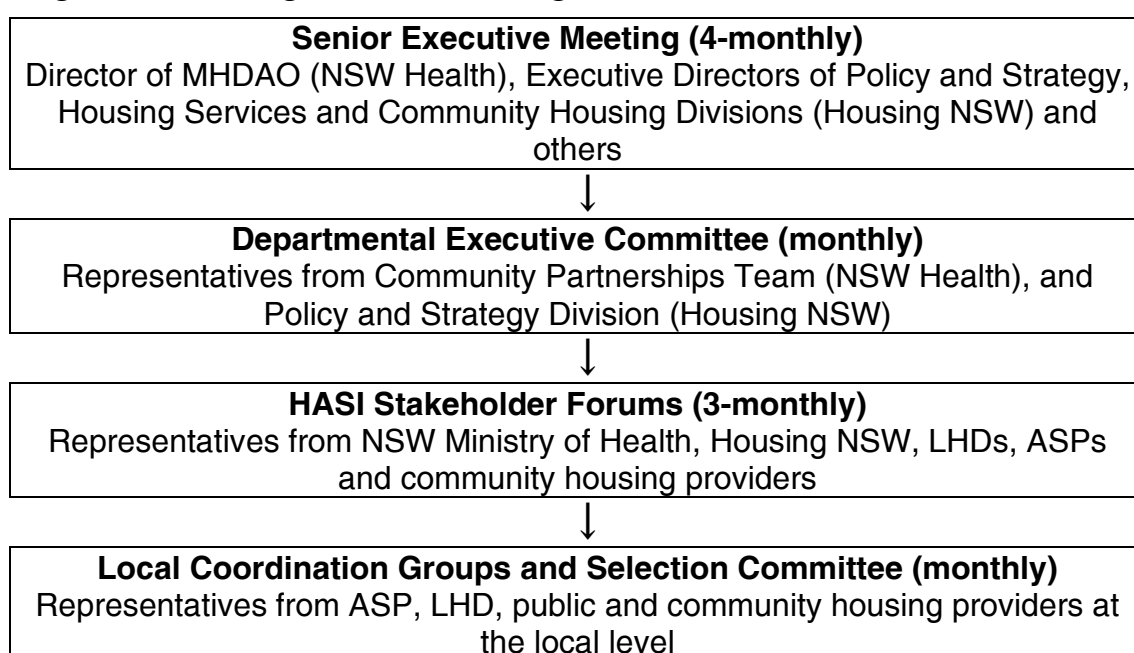 Senior Executive Meeting (4-monthly)
Director of MHDAO (NSW Health), Executive Directors of Policy and Strategy,
Housing Services and Community Housing Divisions (Housing NSW) and
others
↓
Departmental Executive Committee (monthly)
Representatives from Community Partnerships Team (NSW Health), and
Policy and Strategy Division (Housing NSW)
↓
HASI Stakeholder Forums (3-monthly)
Representatives from NSW Ministry of Health, Housing NSW, LHDs, ASPs
and community housing providers
↓
Local Coordination Groups and Selection Committee (monthly)
Representatives from ASP, LHD, public and community housing providers at
the local level